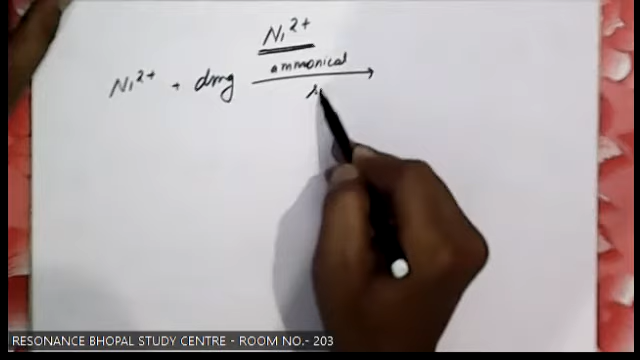 Ni²⁺
Ni²⁺ + dmg ammonical →
RESONANCE BHOPAL STUDY CENTRE - ROOM NO.- 203